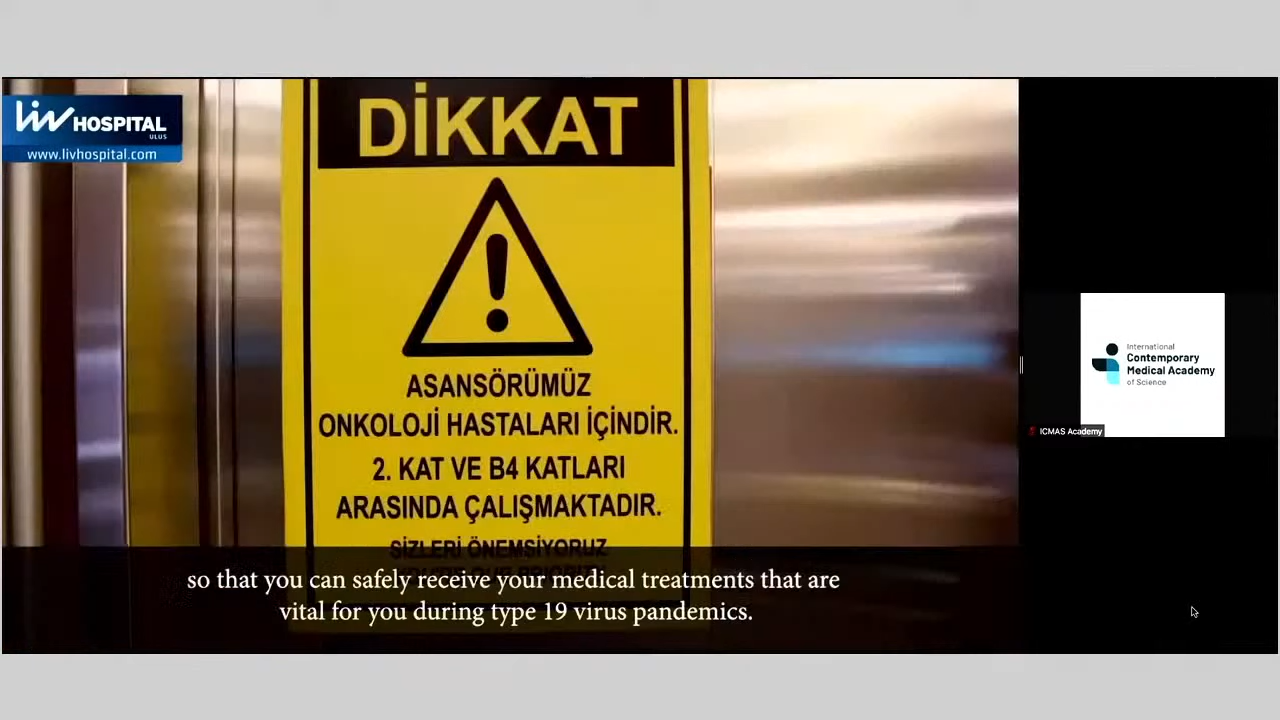 Liv HOSPITAL
ULUS
www.livhospital.com
DİKKAT
ASANSÖRÜMÜZ
ONKOLOJİ HASTALARI İÇİNDİR.
2. KAT VE B4 KATLARI
ARASINDA ÇALIŞMAKTADIR.
SİZLERİ ÖNEMSİYORUZ
so that you can safely receive your medical treatments that are
vital for you during type 19 virus pandemics.
International
Contemporary
Medical Academy
of Science
ICMAS Academy